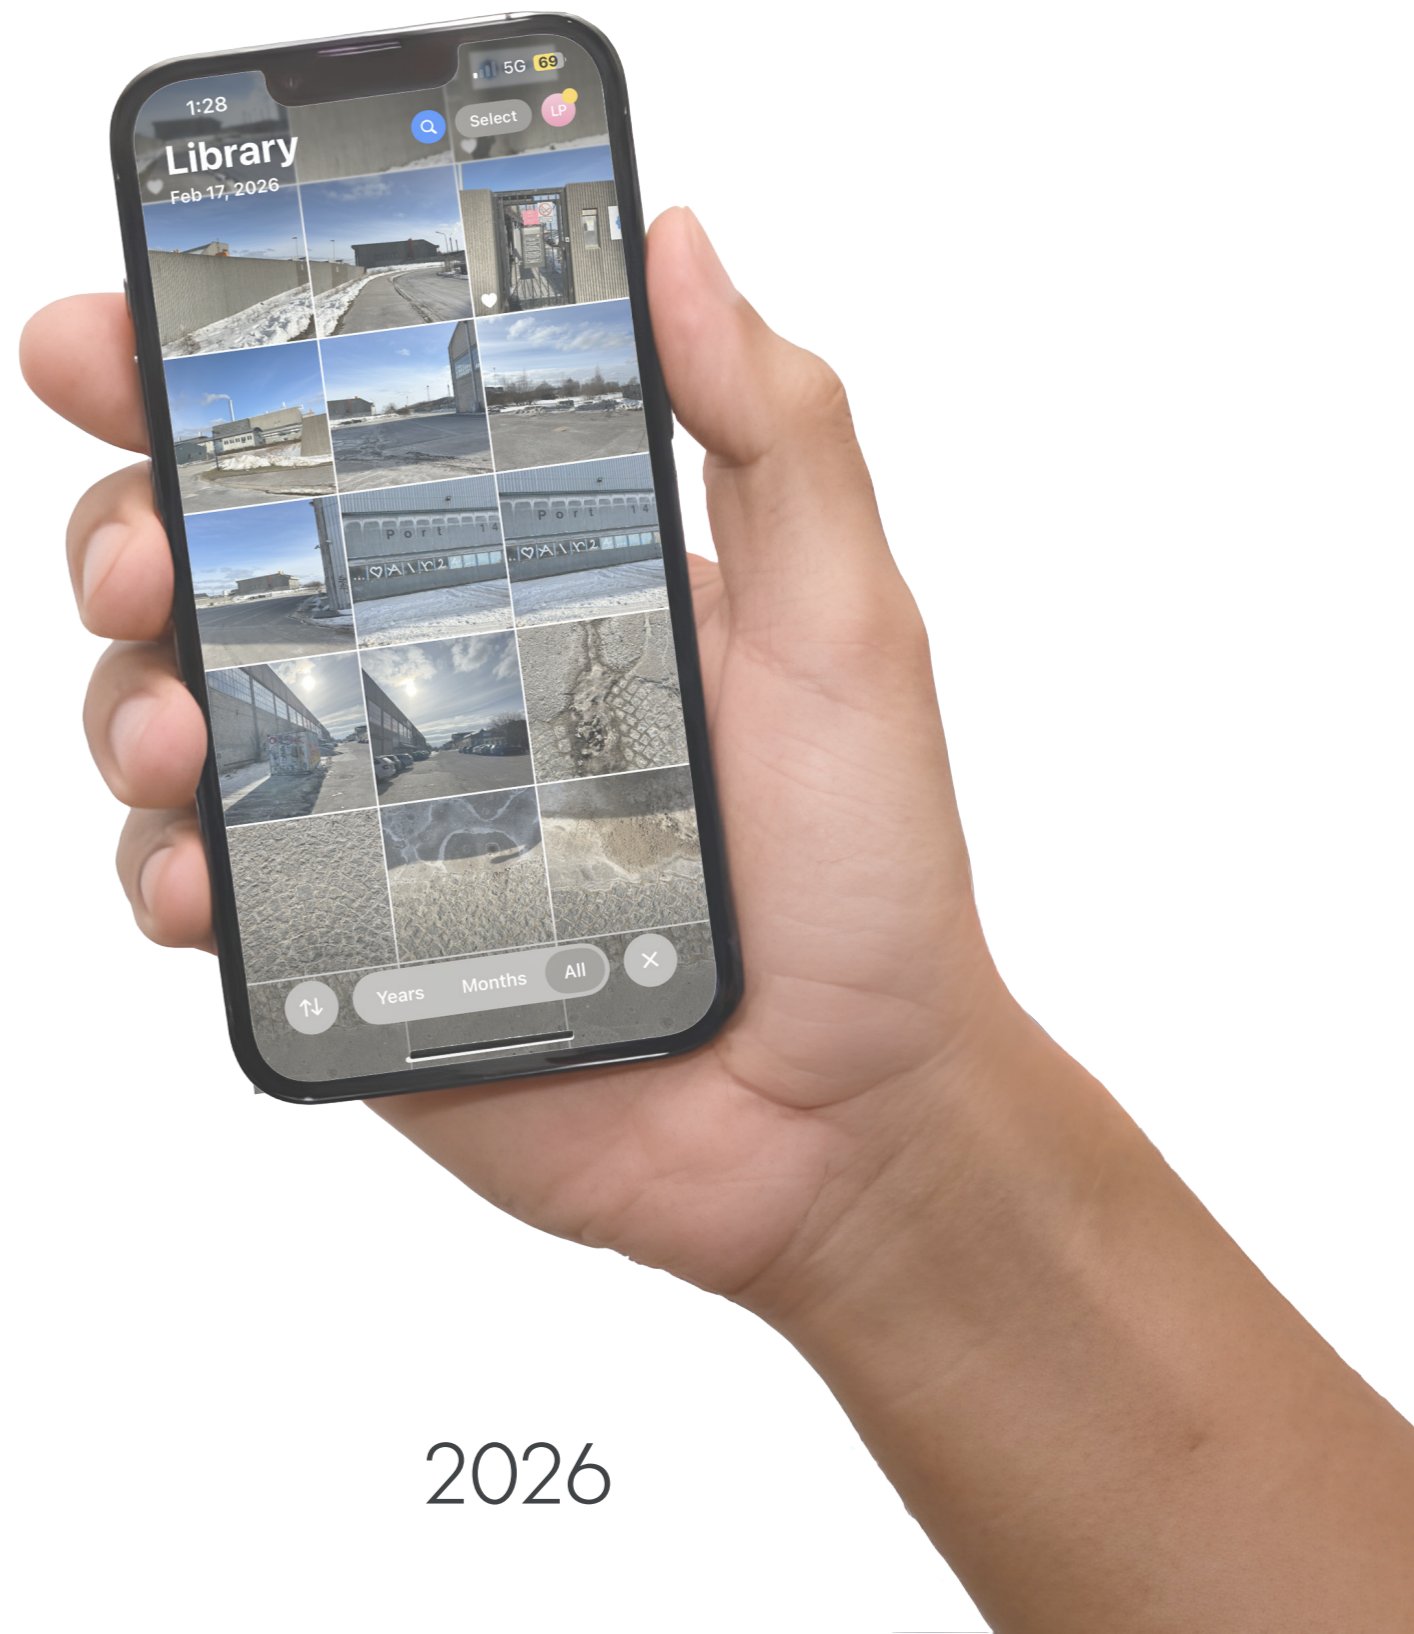 1:28
5G 69
Library
Select
LP
Feb 17, 2026
Port 14
Port 14
Years
Months
All
2026